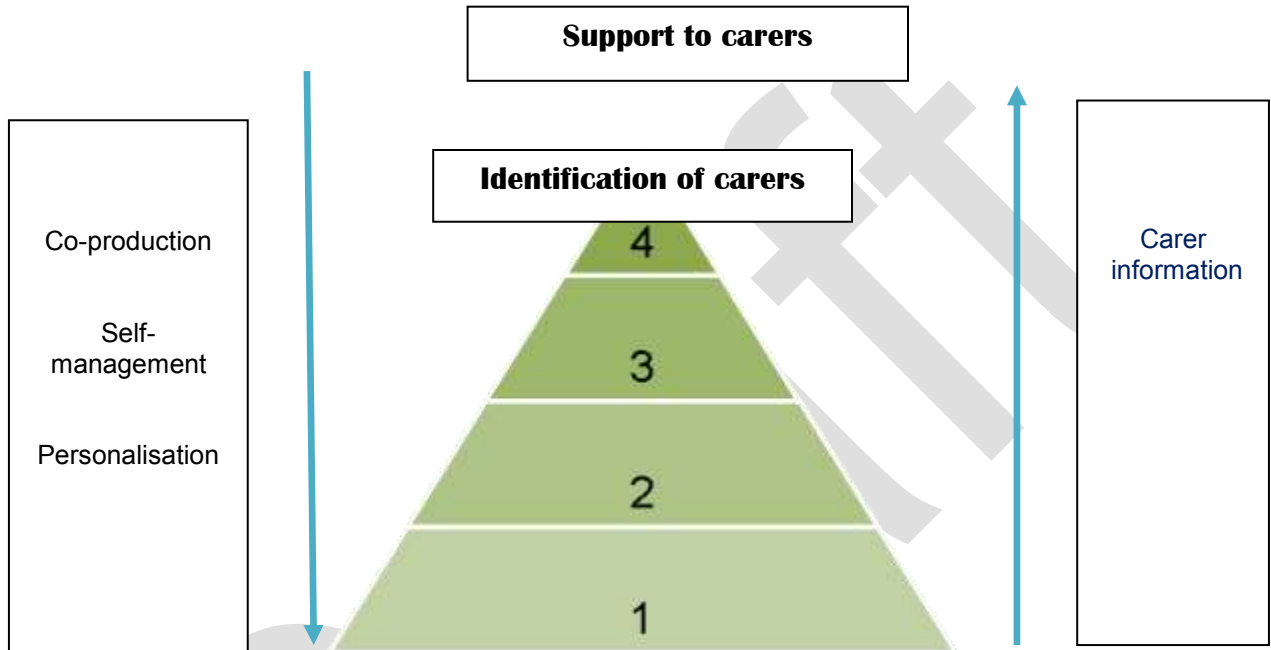 Support to carers
Identification of carers
Co-production
Self-
management
Personalisation
4
3
2
1
Carer
information